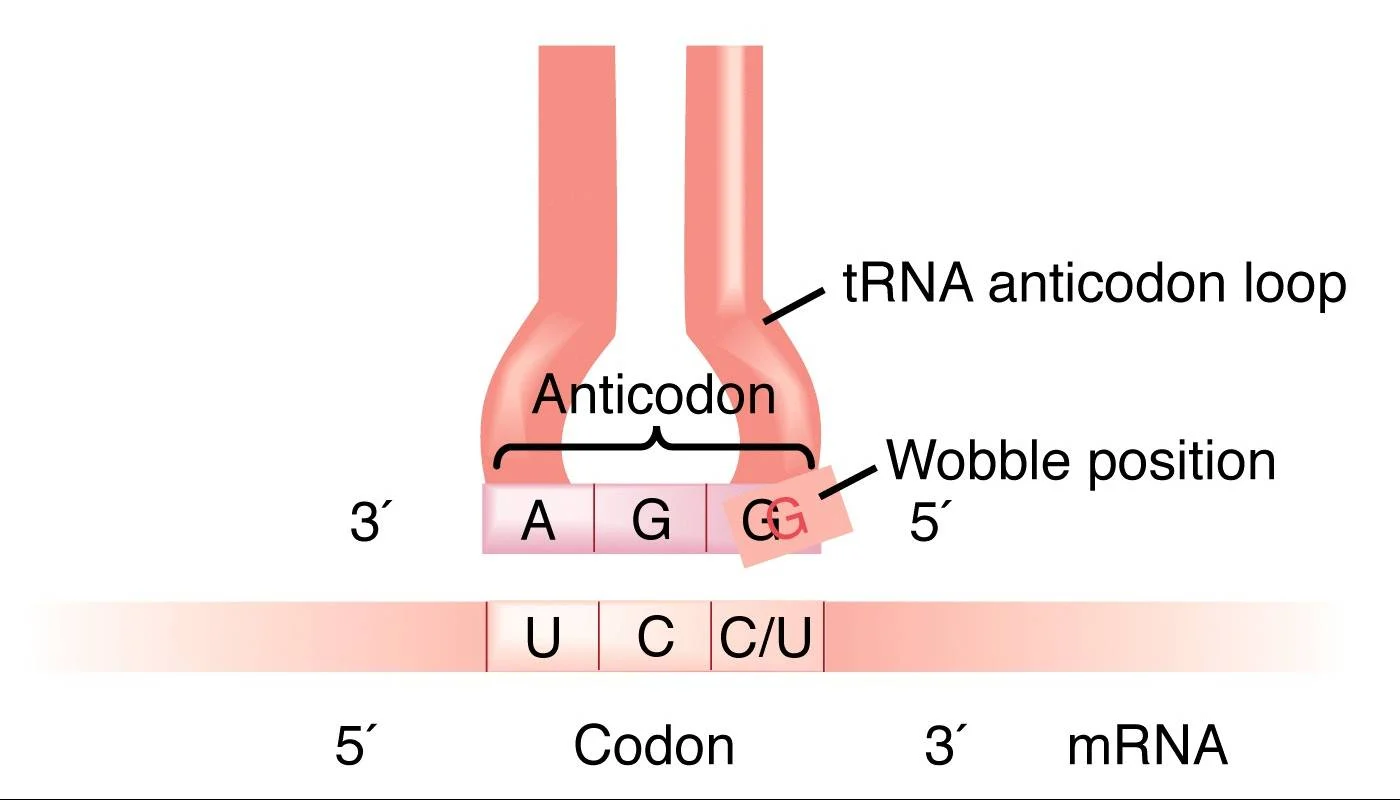 tRNA anticodon loop
Anticodon
Wobble position
3´ A G G G 5´
U C C/U
5´ Codon 3´ mRNA